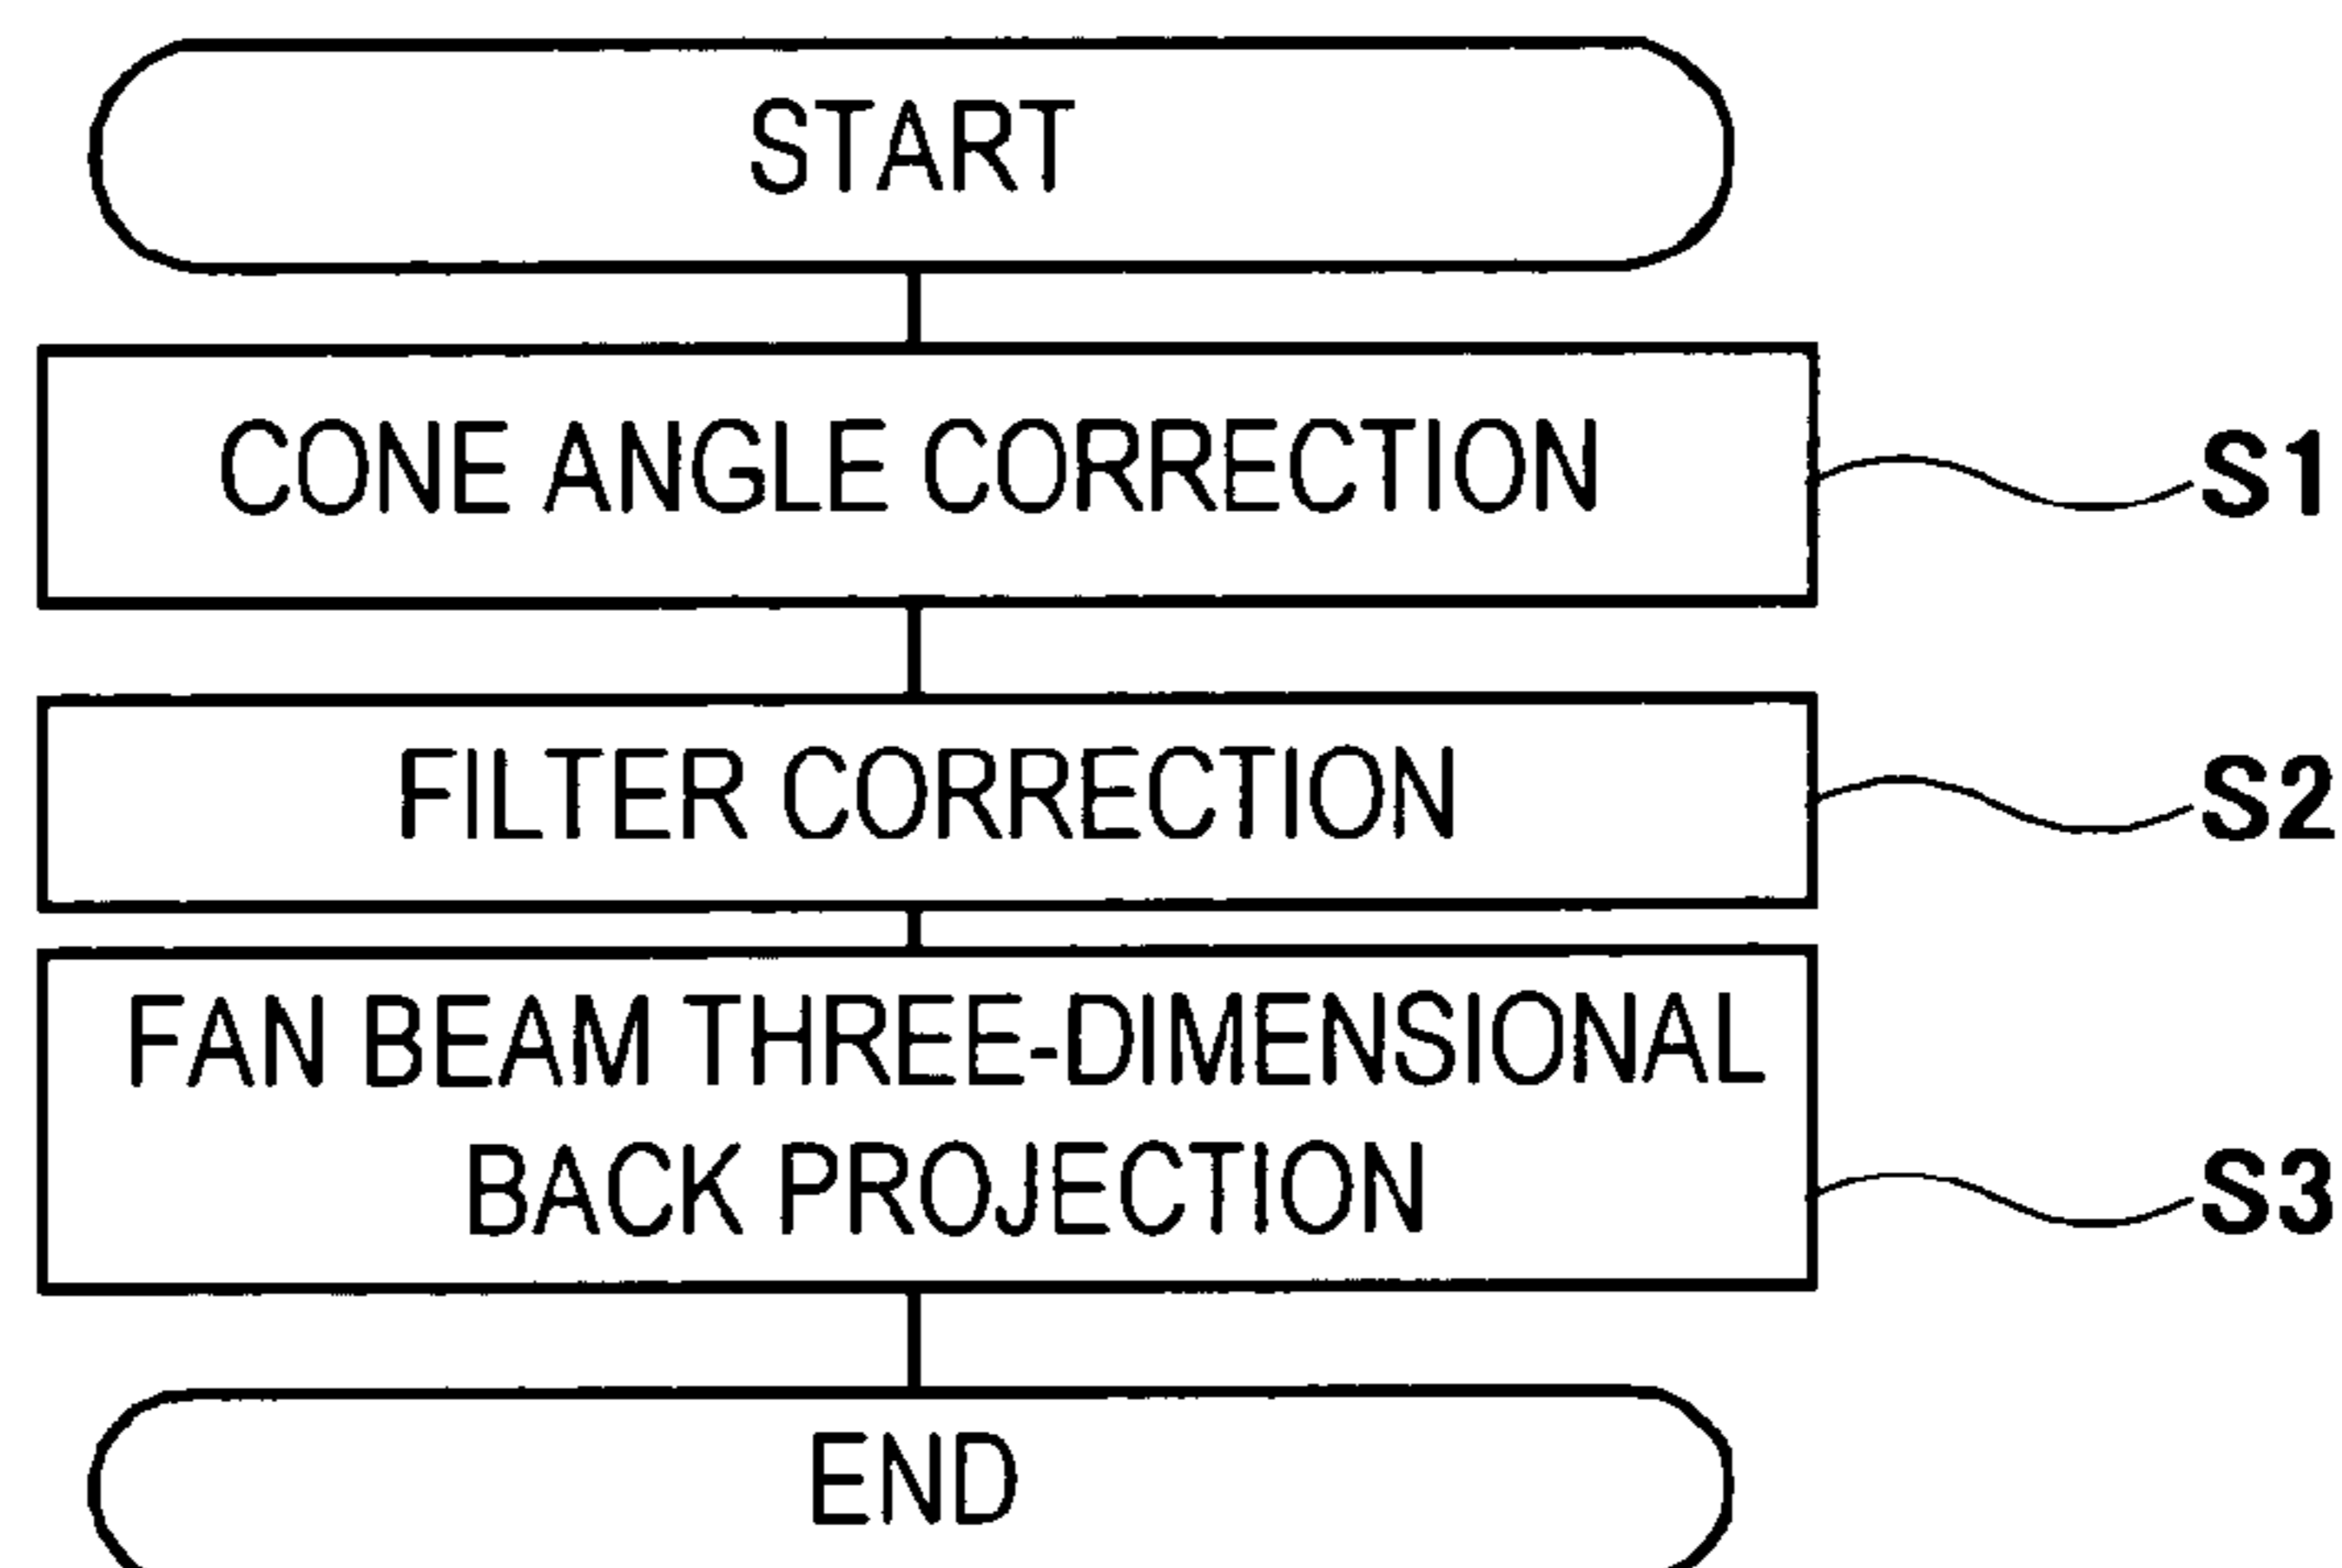 START
CONE ANGLE CORRECTION
S1
FILTER CORRECTION
S2
FAN BEAM THREE-DIMENSIONAL
BACK PROJECTION
S3
END